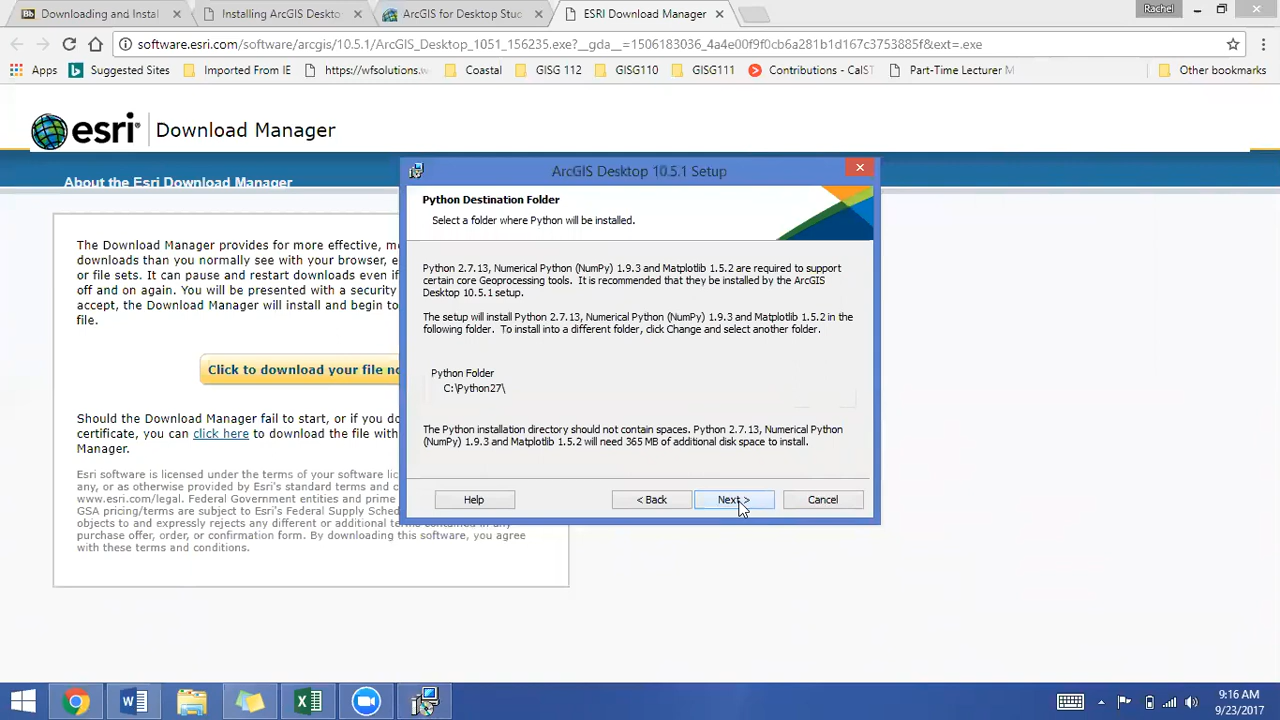 Downloading and Instal
Installing ArcGIS Deskto
ArcGIS for Desktop Stuc
ESRI Download Manager
Rachel
software.esri.com/software/arcgis/10.5.1/ArcGIS_Desktop_1051_156235.exe?__gda__=1506183036_4a4e00f9f0cb6a281b1d167c3753885f&ext=.exe
Apps
Suggested Sites
Imported From IE
https://wfsolutions.w
Coastal
GISG 112
GISG110
GISG111
Contributions - CalST
Part-Time Lecturer M
Other bookmarks
esri
Download Manager
About the Esri Download Manager
The Download Manager provides for more effective, mo
downloads than you normally see with your browser, e
or file sets. It can pause and restart downloads even if
off and on again. You will be presented with a security
accept, the Download Manager will install and begin to
file.
Click to download your file no
Should the Download Manager fail to start, or if you do
certificate, you can click here to download the file with
Manager.
Esri software is licensed under the terms of your software lic
any, or as otherwise provided by Esri's standard terms and c
www.esri.com/legal. Federal Government entities and prime
GSA pricing/terms are subject to Esri's Federal Supply Sched
objects to and expressly rejects any different or additional
purchase offer, order, or confirmation form. By downloading this software, you agree
with these terms and conditions.
ArcGIS Desktop 10.5.1 Setup
Python Destination Folder
Select a folder where Python will be installed.
Python 2.7.13, Numerical Python (NumPy) 1.9.3 and Matplotlib 1.5.2 are required to support
certain core Geoprocessing tools. It is recommended that they be installed by the ArcGIS
Desktop 10.5.1 setup.
The setup will install Python 2.7.13, Numerical Python (NumPy) 1.9.3 and Matplotlib 1.5.2 in the
following folder. To install into a different folder, click Change and select another folder.
Python Folder
C:\Python27\
The Python installation directory should not contain spaces. Python 2.7.13, Numerical Python
(NumPy) 1.9.3 and Matplotlib 1.5.2 will need 365 MB of additional disk space to install.
Help
< Back
Next >
Cancel
9:16 AM
9/23/2017